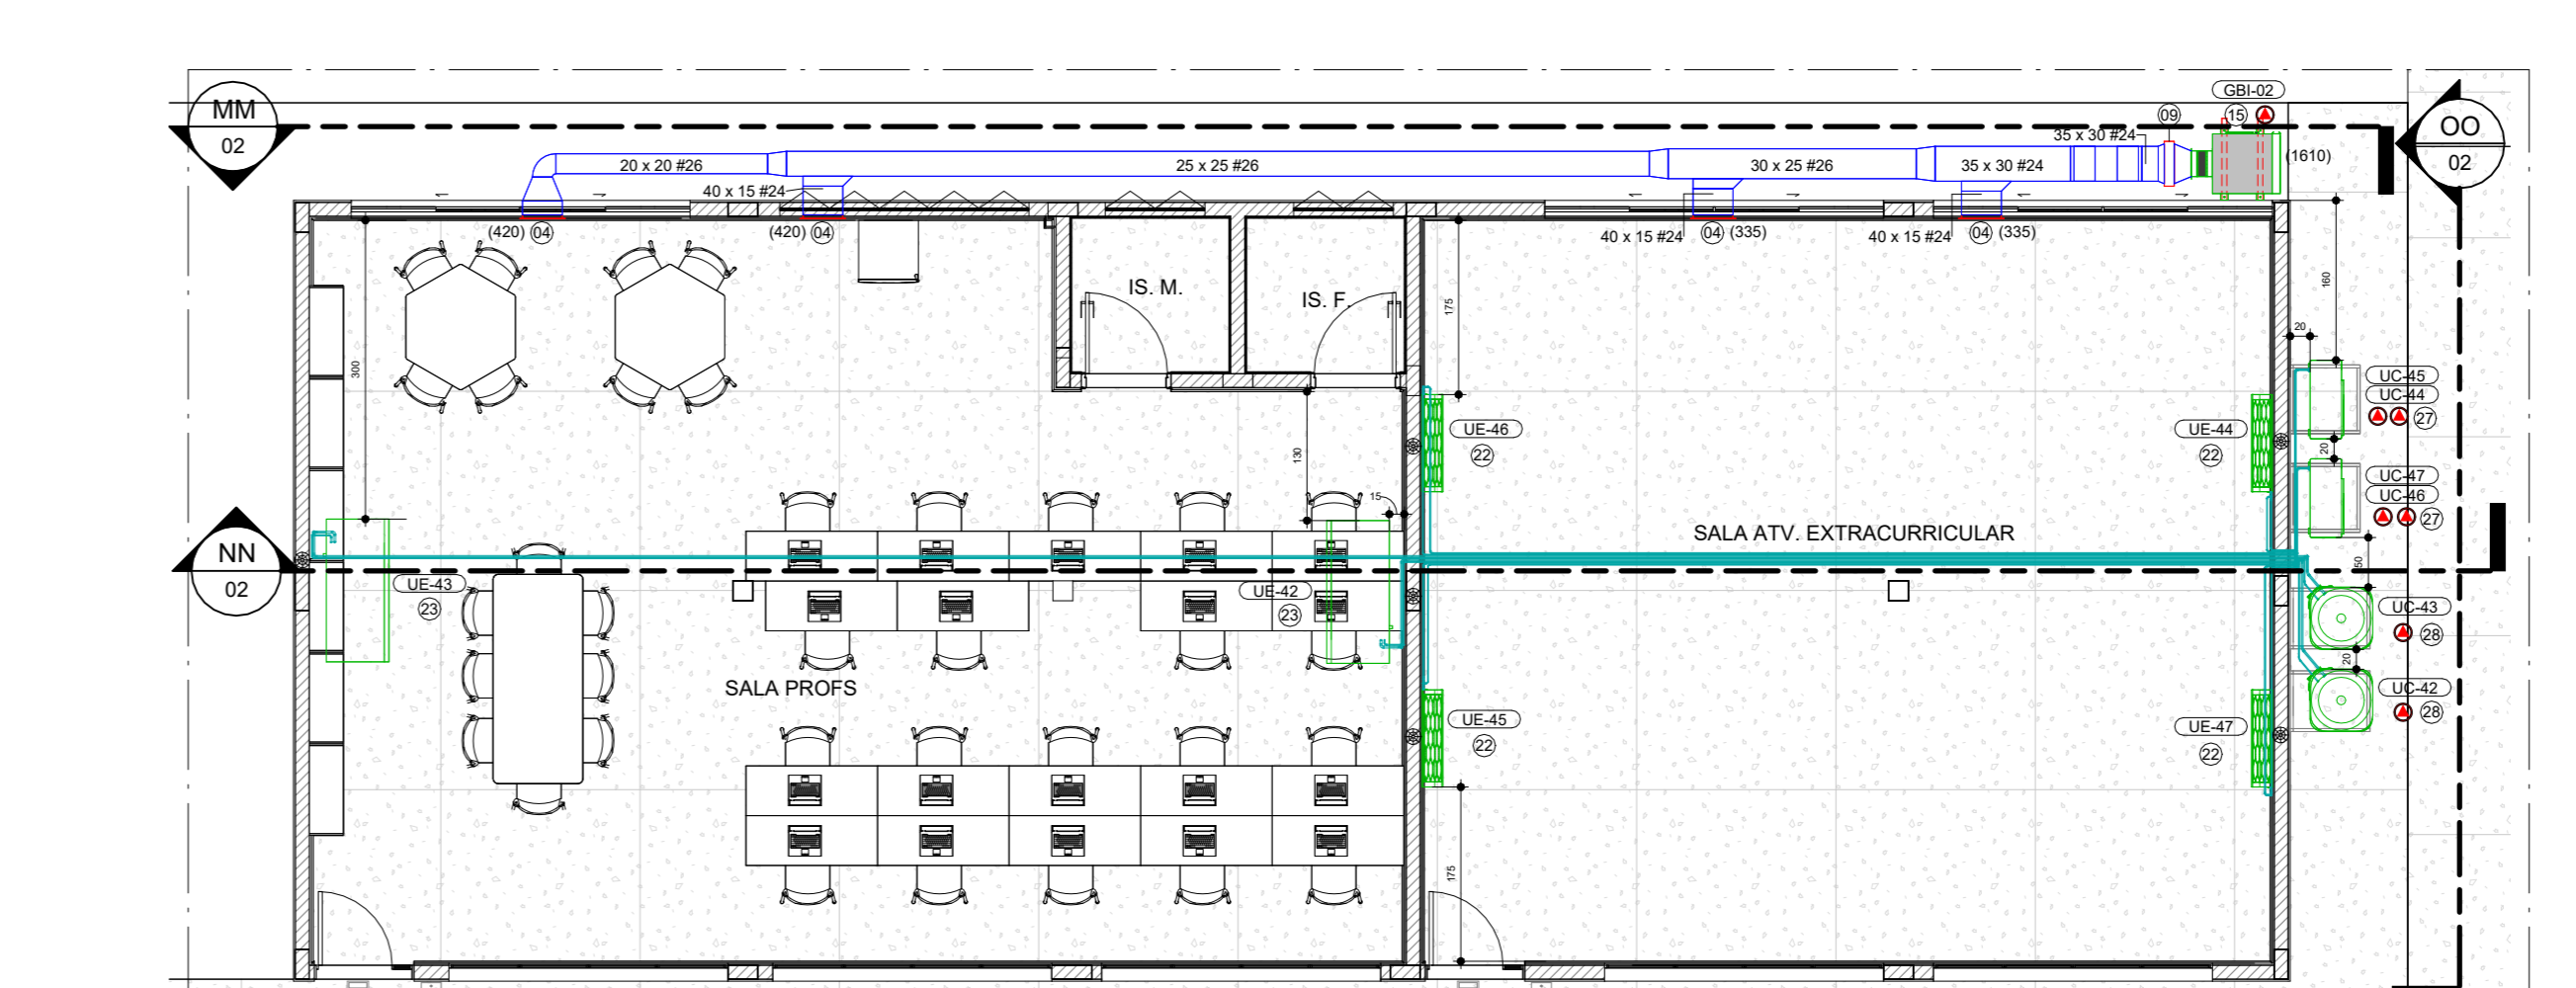 GBI-02
MM
02
09
15
OO
02
35 x 30 #24
(1610)
20 x 20 #26
25 x 25 #26
30 x 25 #26
35 x 30 #24
40 x 15 #24
(420) 04
(420) 04
40 x 15 #24
04 (335)
40 x 15 #24
04 (335)
IS. M.
IS. F.
175
160
20
300
UC-45
UC-44
27
UE-46
22
UE-44
22
130
20
15
UC-47
UC-46
27
SALA ATV. EXTRACURRICULAR
NN
02
50
UE-43
23
UE-42
23
UC-43
28
20
SALA PROFS
UC-42
28
UE-45
22
UE-47
22
175